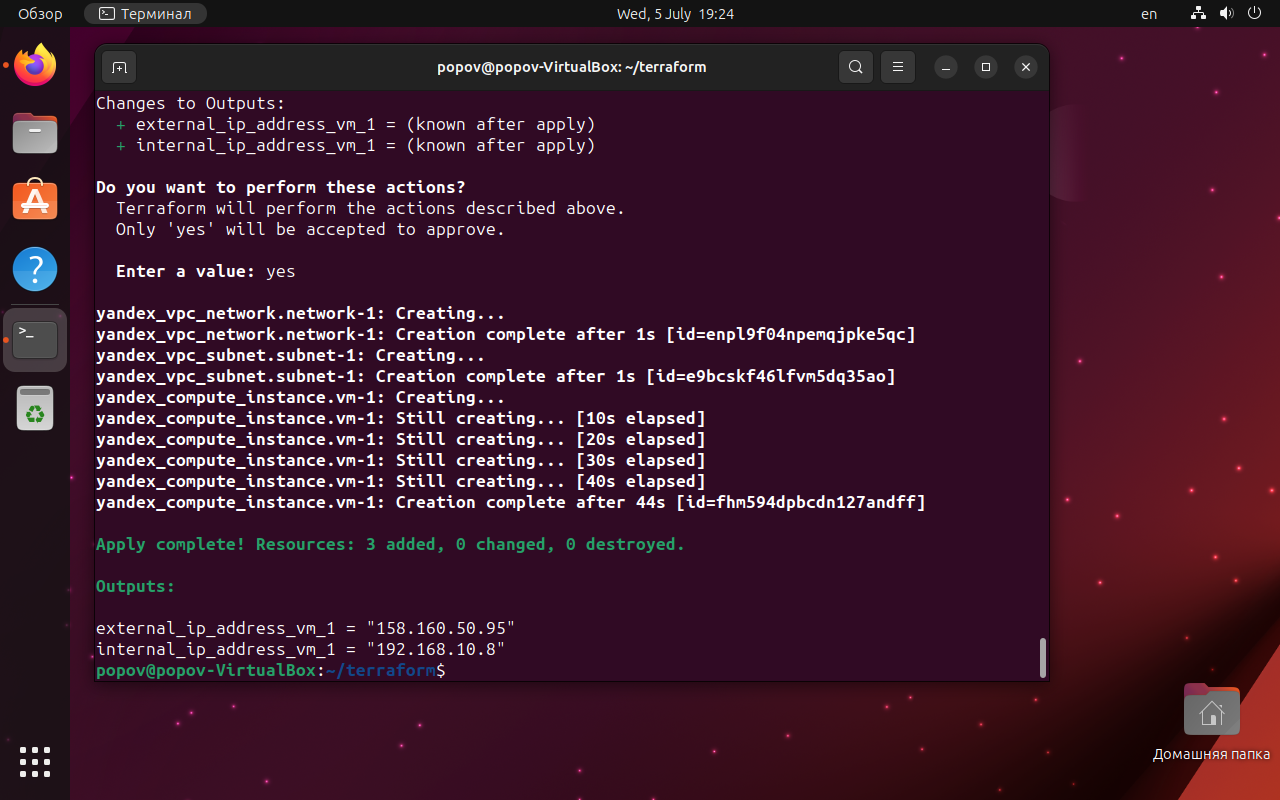 Обзор
Терминал
Wed, 5 July 19:24
en
popov@popov-VirtualBox: ~/terraform
Changes to Outputs:
+ external_ip_address_vm_1 = (known after apply)
+ internal_ip_address_vm_1 = (known after apply)
Do you want to perform these actions?
Terraform will perform the actions described above.
Only 'yes' will be accepted to approve.
Enter a value: yes
yandex_vpc_network.network-1: Creating...
yandex_vpc_network.network-1: Creation complete after 1s [id=enpl9f04npemqjpke5qc]
yandex_vpc_subnet.subnet-1: Creating...
yandex_vpc_subnet.subnet-1: Creation complete after 1s [id=e9bcskf46lfvm5dq35ao]
yandex_compute_instance.vm-1: Creating...
yandex_compute_instance.vm-1: Still creating... [10s elapsed]
yandex_compute_instance.vm-1: Still creating... [20s elapsed]
yandex_compute_instance.vm-1: Still creating... [30s elapsed]
yandex_compute_instance.vm-1: Still creating... [40s elapsed]
yandex_compute_instance.vm-1: Creation complete after 44s [id=fhm594dpbcdn127andff]
Apply complete! Resources: 3 added, 0 changed, 0 destroyed.
Outputs:
external_ip_address_vm_1 = "158.160.50.95"
internal_ip_address_vm_1 = "192.168.10.8"
popov@popov-VirtualBox:~/terraform$
Домашняя папка